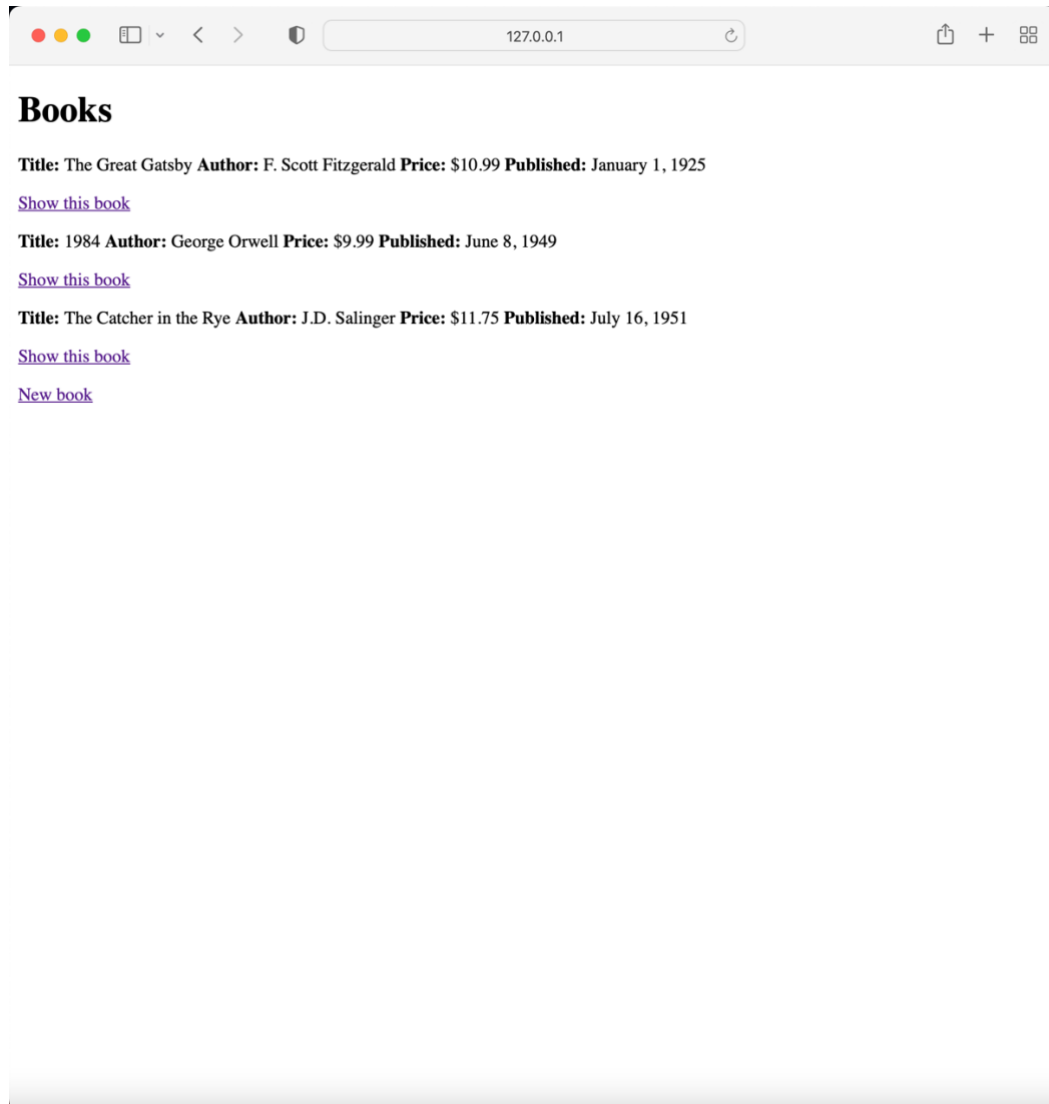 127.0.0.1
Books
Title: The Great Gatsby Author: F. Scott Fitzgerald Price: $10.99 Published: January 1, 1925
Show this book
Title: 1984 Author: George Orwell Price: $9.99 Published: June 8, 1949
Show this book
Title: The Catcher in the Rye Author: J.D. Salinger Price: $11.75 Published: July 16, 1951
Show this book
New book